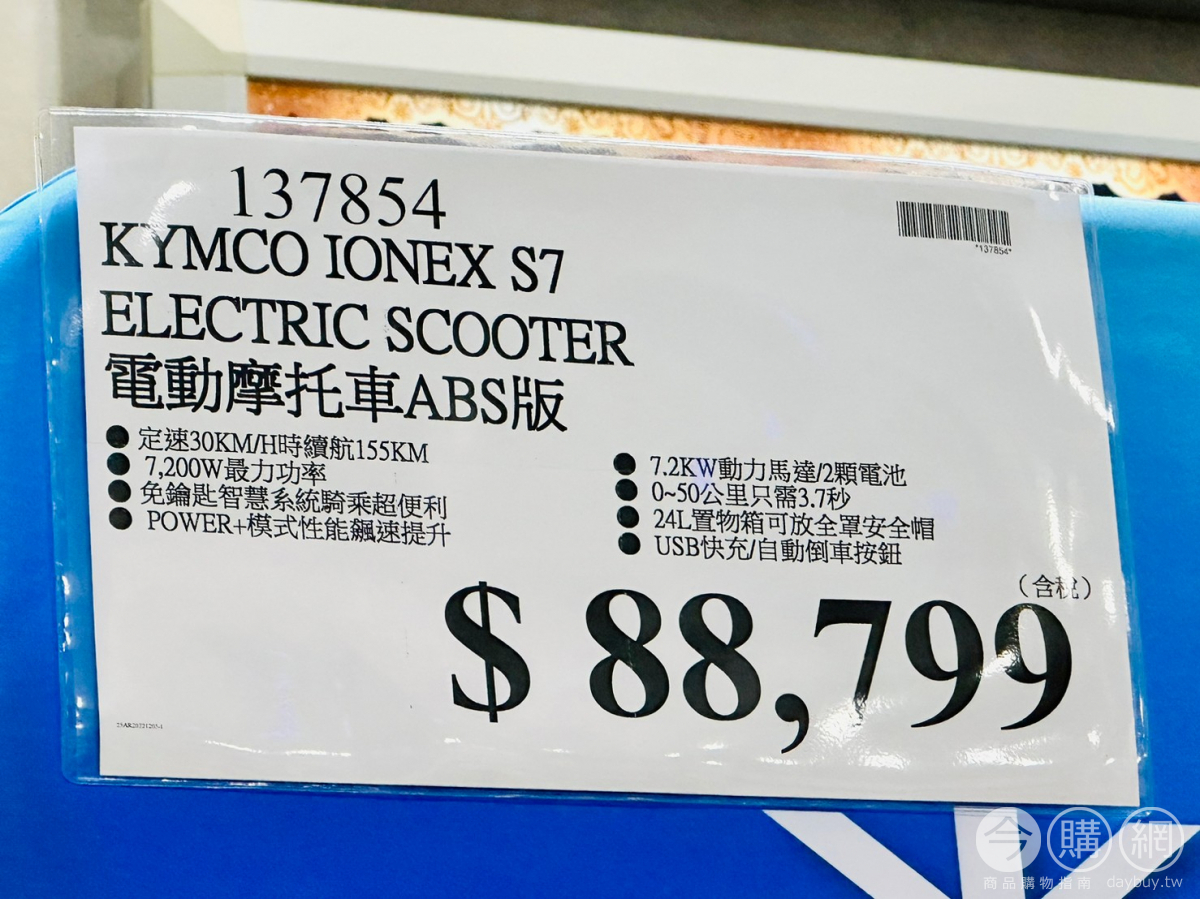 137854
*137854*
KYMCO IONEX S7
ELECTRIC SCOOTER
電動摩托車ABS版
● 定速30KM/H時續航155KM
● 7,200W最力功率
● 免鑰匙智慧系統騎乘超便利
● POWER+模式性能飆速提升
● 7.2KW動力馬達/2顆電池
● 0~50公里只需3.7秒
● 24L置物箱可放全罩安全帽
● USB快充/自動倒車按鈕
(含稅)
$ 88,799
今購網
商品購物指南 daybuy.tw